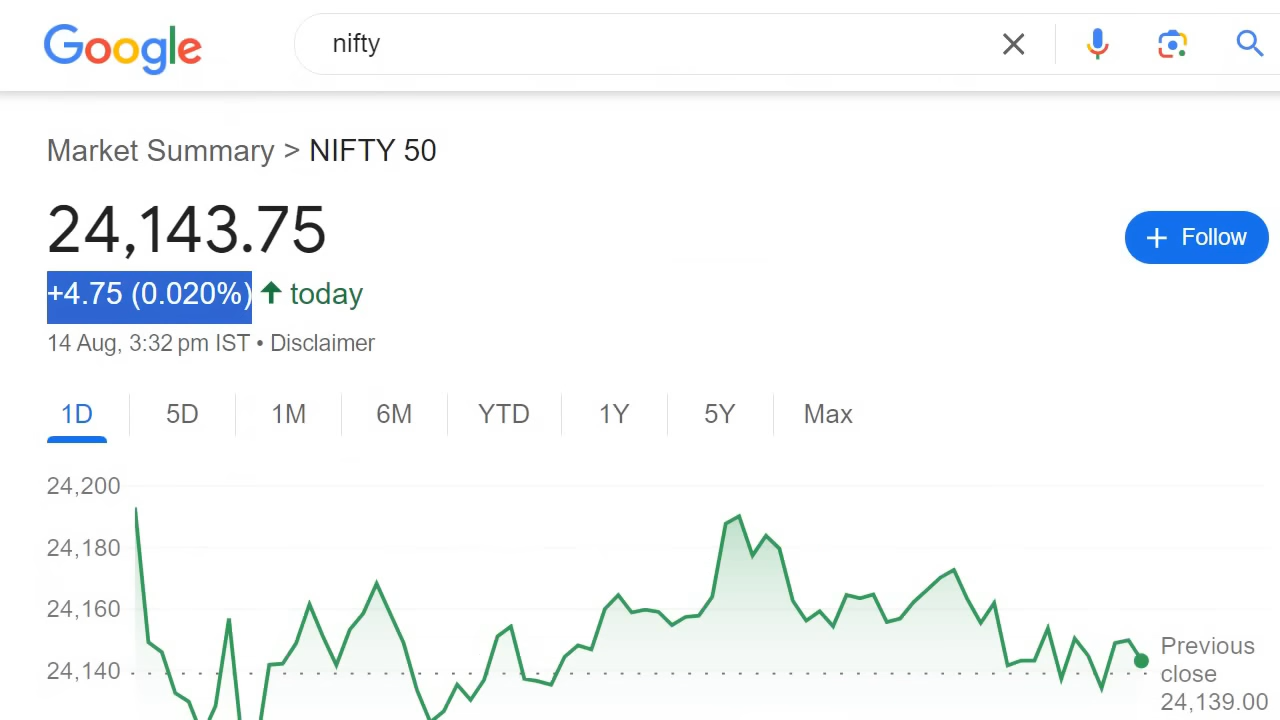 Google
nifty
Market Summary > NIFTY 50
24,143.75
+ Follow
+4.75 (0.020%) ↑ today
14 Aug, 3:32 pm IST • Disclaimer
1D 5D 1M 6M YTD 1Y 5Y Max
24,200
24,180
24,160
24,140
Previous
close
24,139.00